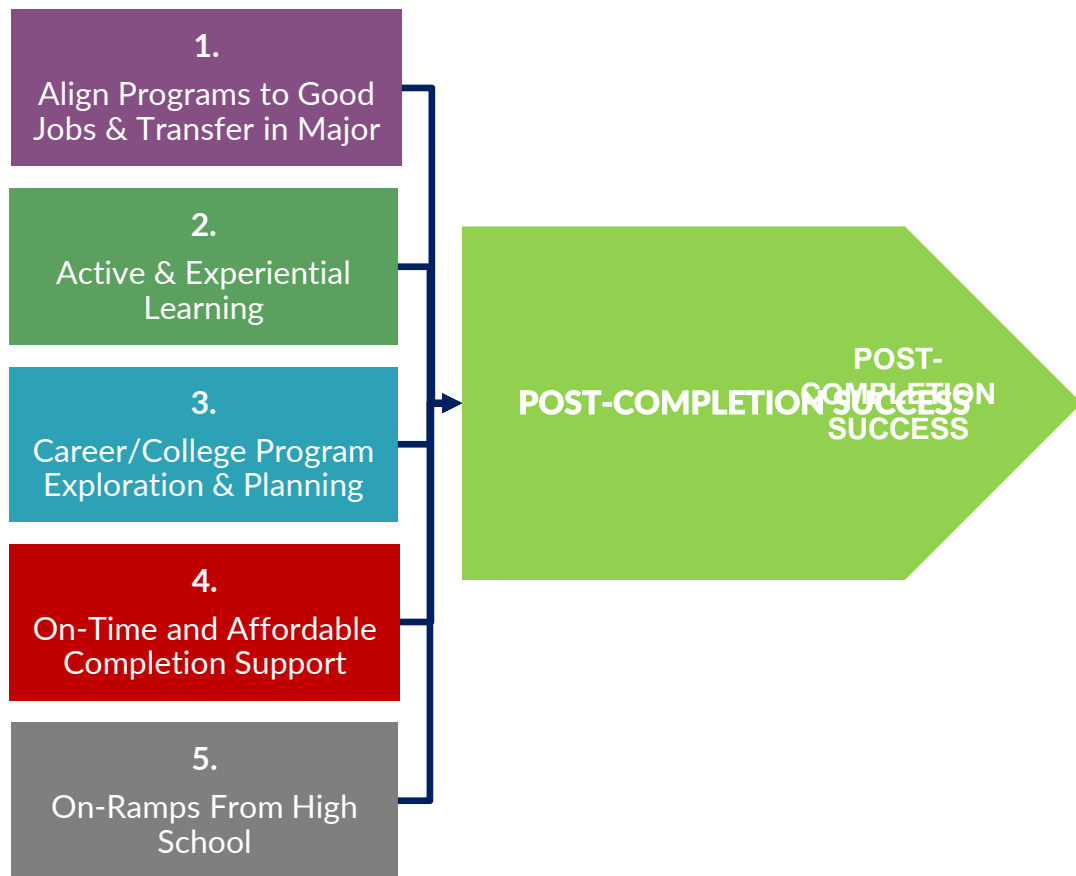 1.
Align Programs to Good
Jobs & Transfer in Major
2.
Active & Experiential
Learning
3.
Career/College Program
Exploration & Planning
4.
On-Time and Affordable
Completion Support
5.
On-Ramps From High
School
POST-COMPLETION SUCCESS
POST-
COMPLETION
SUCCESS